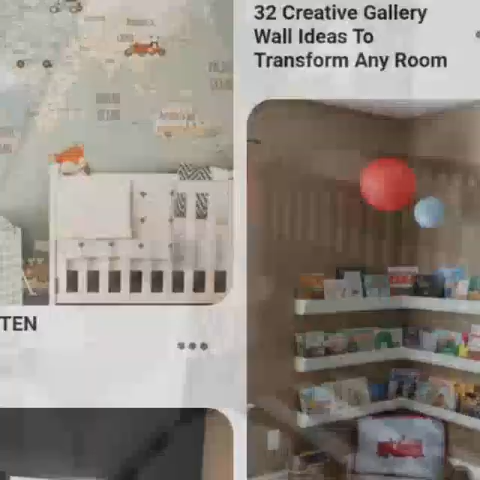 32 Creative Gallery
Wall Ideas To
Transform Any Room
TEN